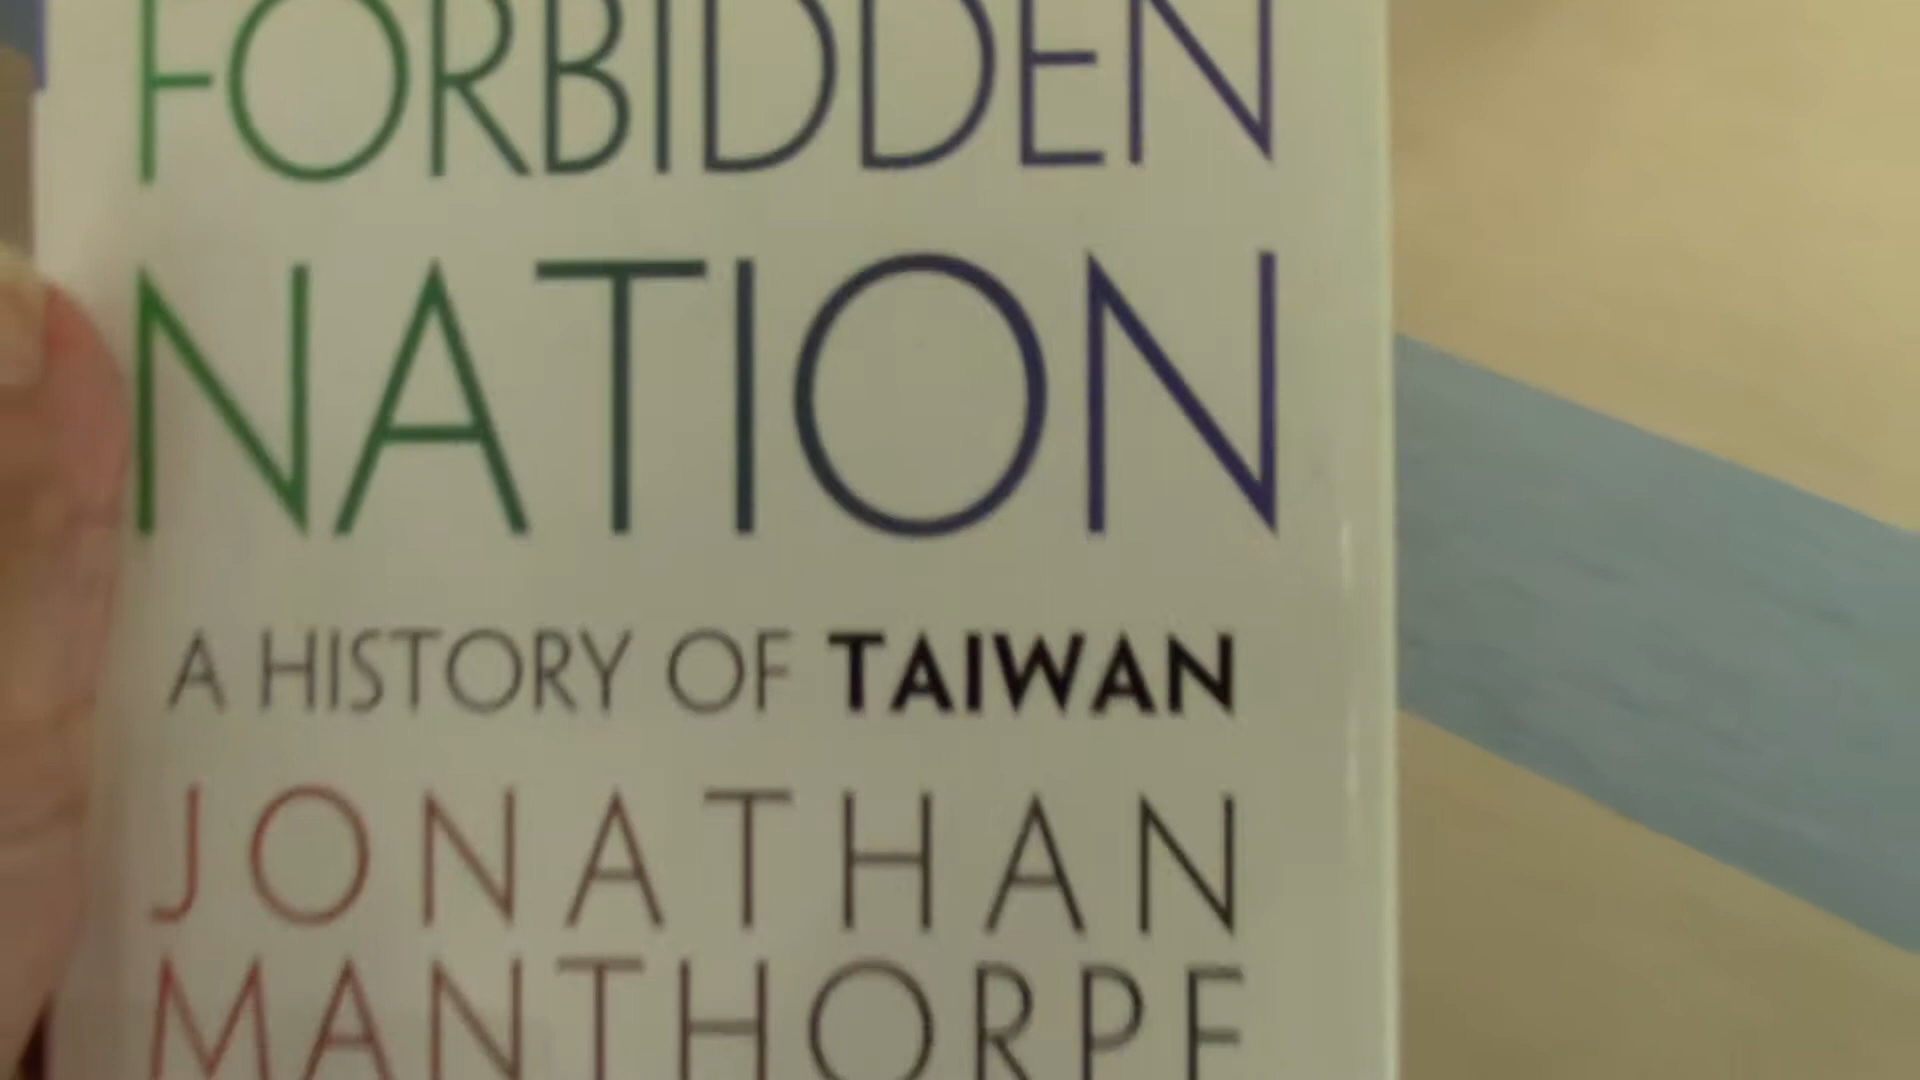 FORBIDDEN
NATION
A HISTORY OF TAIWAN
JONATHAN
MANTHORPE